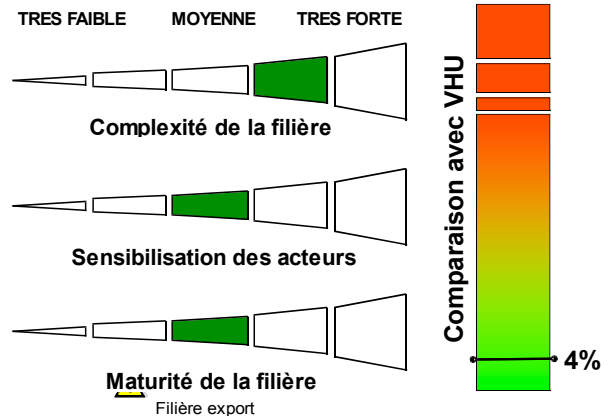 TRES FAIBLE MOYENNE TRES FORTE
Complexité de la filière
Sensibilisation des acteurs
Maturité de la filière
Filière export
Comparaison avec VHU
4%